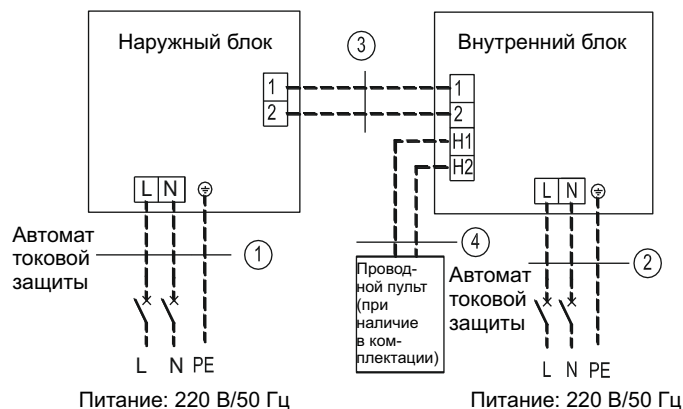 Наружный блок
3
Внутренний блок
1
2
1
2
H1
H2
L N
L N
Автомат
токовой
защиты
1
4
2
Провод-
ной пульт
(при
наличие
в ком-
плектации)
Автомат
токовой
защиты
L N PE
L N PE
Питание: 220 В/50 Гц
Питание: 220 В/50 Гц